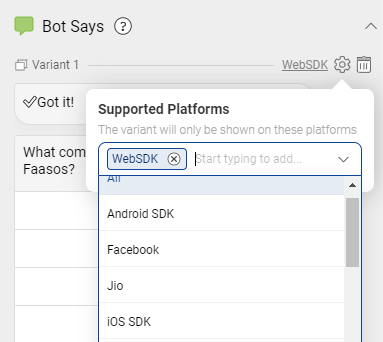 Bot Says ?
Variant 1 WebSDK
✓Got it!
Supported Platforms
The variant will only be shown on these platforms
WebSDK Start typing to add...
What com
Faasos?
All
Android SDK
Facebook
Jio
iOS SDK